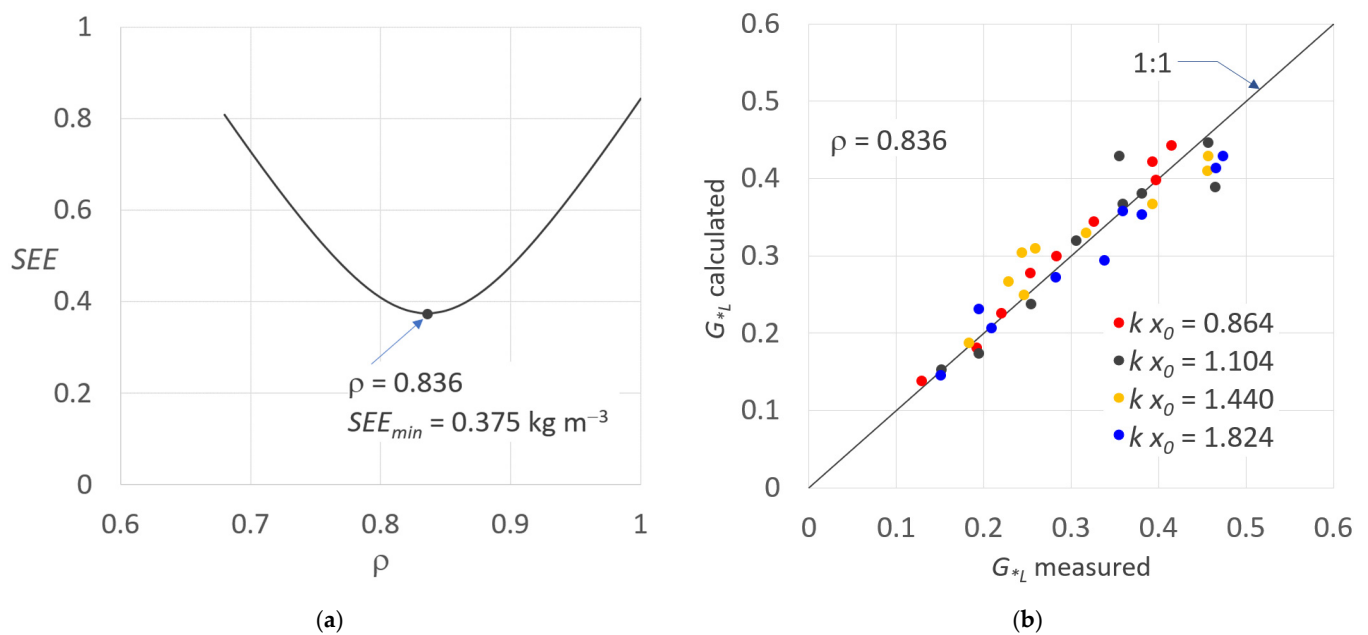 1
0.8
0.6
SEE
0.4
0.2
0
0.6 0.7 0.8 0.9 1
ρ
ρ = 0.836
SEEmin = 0.375 kg m−3
(a)
0.6
0.5
0.4
0.3
0.2
0.1
0
G*L calculated
0 0.1 0.2 0.3 0.4 0.5 0.6
G*L measured
1:1
ρ = 0.836
k x0 = 0.864
k x0 = 1.104
k x0 = 1.440
k x0 = 1.824
(b)